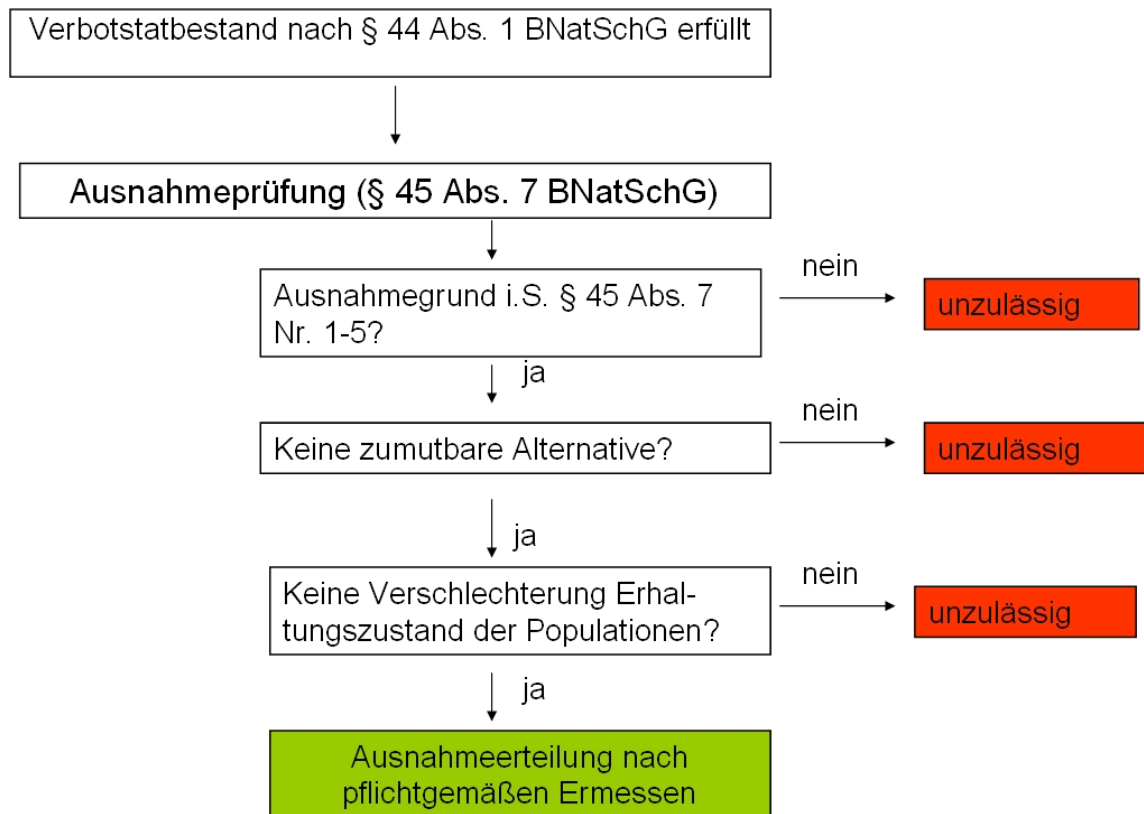 Verbotstatbestand nach § 44 Abs. 1 BNatSchG erfüllt
Ausnahmeprüfung (§ 45 Abs. 7 BNatSchG)
Ausnahmegrund i.S. § 45 Abs. 7
Nr. 1-5?
nein
unzulässig
ja
Keine zumutbare Alternative?
nein
unzulässig
ja
Keine Verschlechterung Erhal-
tungszustand der Populationen?
nein
unzulässig
ja
Ausnahmeerteilung nach
pflichtgemäßen Ermessen